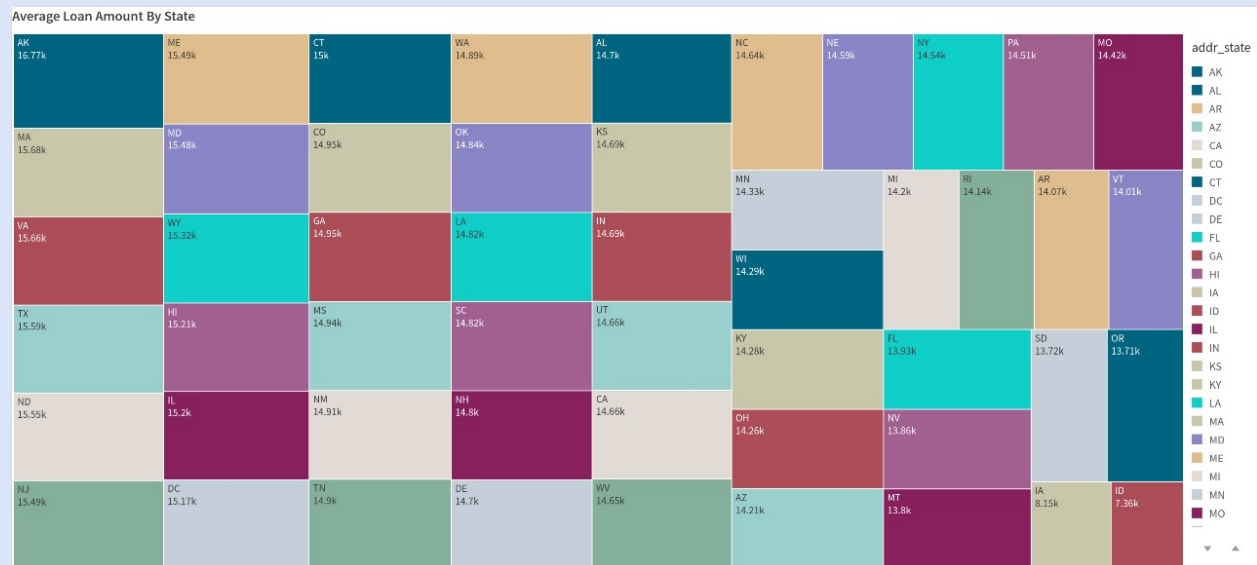 Average Loan Amount By State
AK
16.77k
MA
15.68k
VA
15.66k
TX
15.59k
ND
15.55k
NJ
15.49k
ME
15.49k
MD
15.48k
WY
15.32k
HI
15.21k
IL
15.2k
DC
15.17k
CT
15k
CO
14.95k
GA
14.95k
MS
14.94k
NM
14.91k
TN
14.9k
WA
14.89k
OK
14.84k
LA
14.82k
SC
14.82k
NH
14.8k
DE
14.7k
AL
14.7k
KS
14.69k
IN
14.69k
UT
14.66k
CA
14.66k
WV
14.65k
NC
14.64k
NE
14.59k
NY
14.54k
PA
14.51k
MO
14.42k
MN
14.33k
WI
14.29k
KY
14.28k
OH
14.26k
AZ
14.21k
MI
14.2k
RI
14.14k
AR
14.07k
VT
14.01k
FL
13.93k
NV
13.86k
MT
13.8k
SD
13.72k
OR
13.71k
IA
8.15k
ID
7.36k
addr_state
AK
AL
AR
AZ
CA
CO
CT
DC
DE
FL
GA
HI
IA
ID
IL
IN
KS
KY
LA
MA
MD
ME
MI
MN
MO